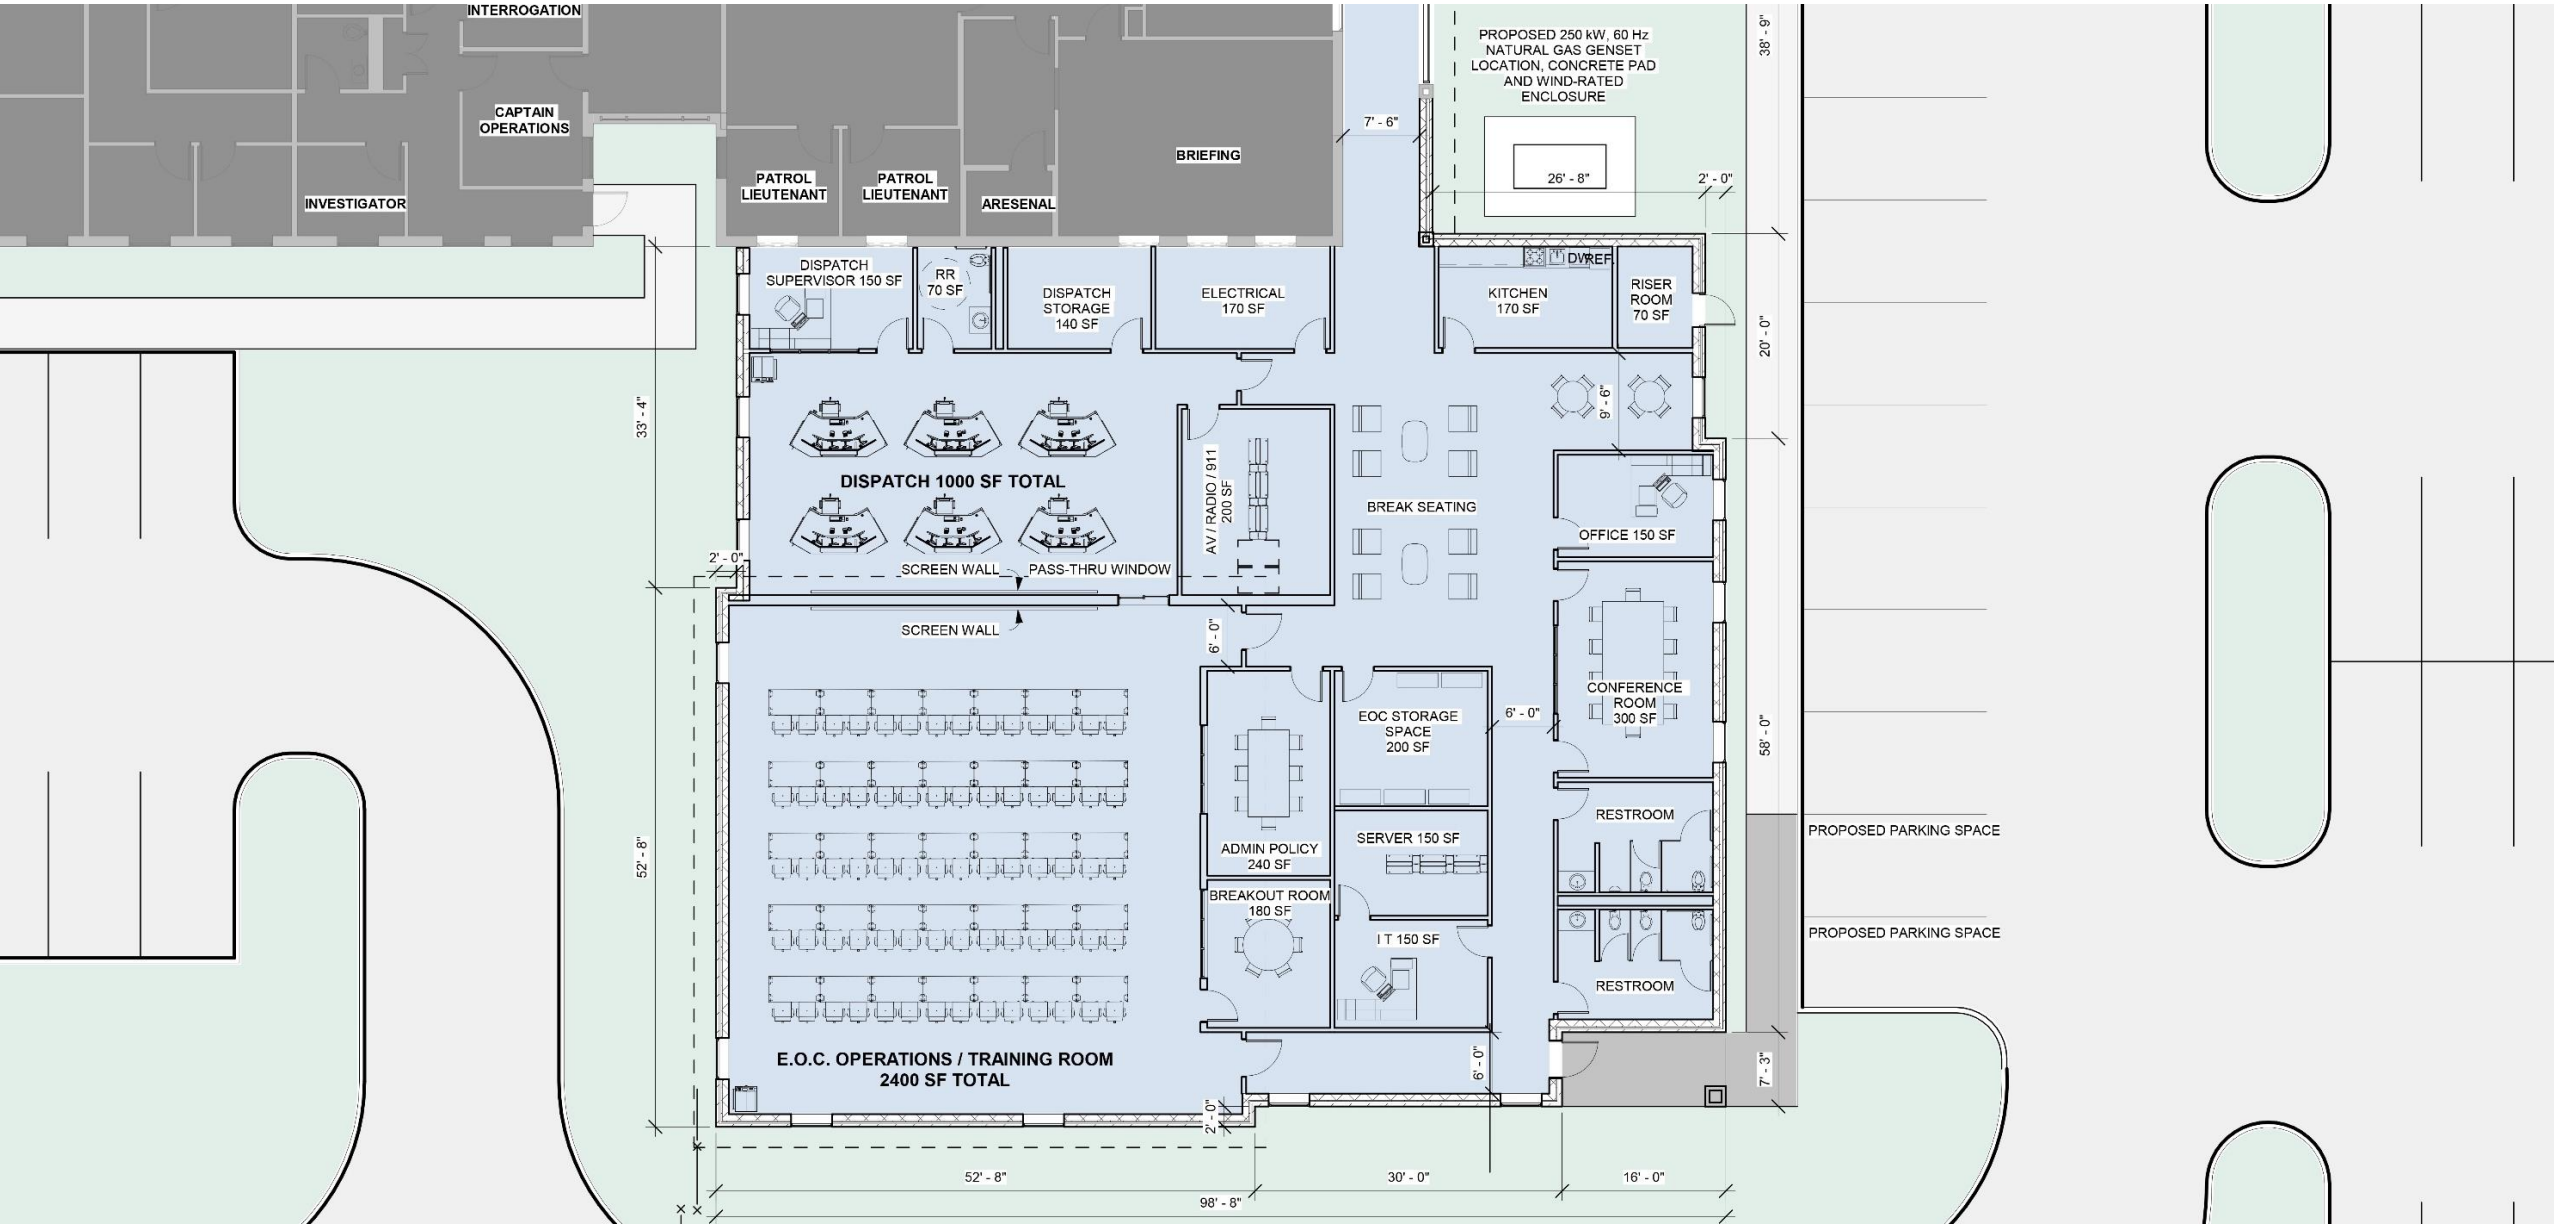 INTERROGATION
CAPTAIN
OPERATIONS
INVESTIGATOR
PATROL
LIEUTENANT
PATROL
LIEUTENANT
ARESENAL
BRIEFING
7' - 6"
PROPOSED 250 kW, 60 Hz
NATURAL GAS GENSET
LOCATION, CONCRETE PAD
AND WIND-RATED
ENCLOSURE
26' - 8"
2' - 0"
38' - 9"
DISPATCH
SUPERVISOR 150 SF
RR
70 SF
DISPATCH
STORAGE
140 SF
ELECTRICAL
170 SF
DW
REF.
KITCHEN
170 SF
RISER
ROOM
70 SF
20' - 0"
33' - 4"
9' - 6"
DISPATCH 1000 SF TOTAL
AV / RADIO / 911
200 SF
BREAK SEATING
OFFICE 150 SF
2' - 0"
SCREEN WALL
PASS-THRU WINDOW
SCREEN WALL
6' - 0"
EOC STORAGE
SPACE
200 SF
6' - 0"
CONFERENCE
ROOM
300 SF
58' - 0"
52' - 8"
ADMIN POLICY
240 SF
SERVER 150 SF
RESTROOM
PROPOSED PARKING SPACE
BREAKOUT ROOM
180 SF
I T 150 SF
PROPOSED PARKING SPACE
RESTROOM
E.O.C. OPERATIONS / TRAINING ROOM
2400 SF TOTAL
6' - 0"
7' - 3"
2' - 0"
52' - 8"
30' - 0"
16' - 0"
98' - 8"